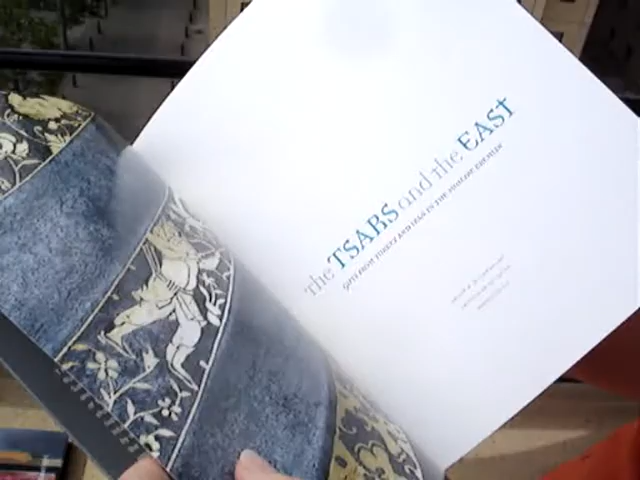 the TSARS and the EAST
GIFTS FROM TURKEY AND IRAN IN THE MOSCOW KREMLIN